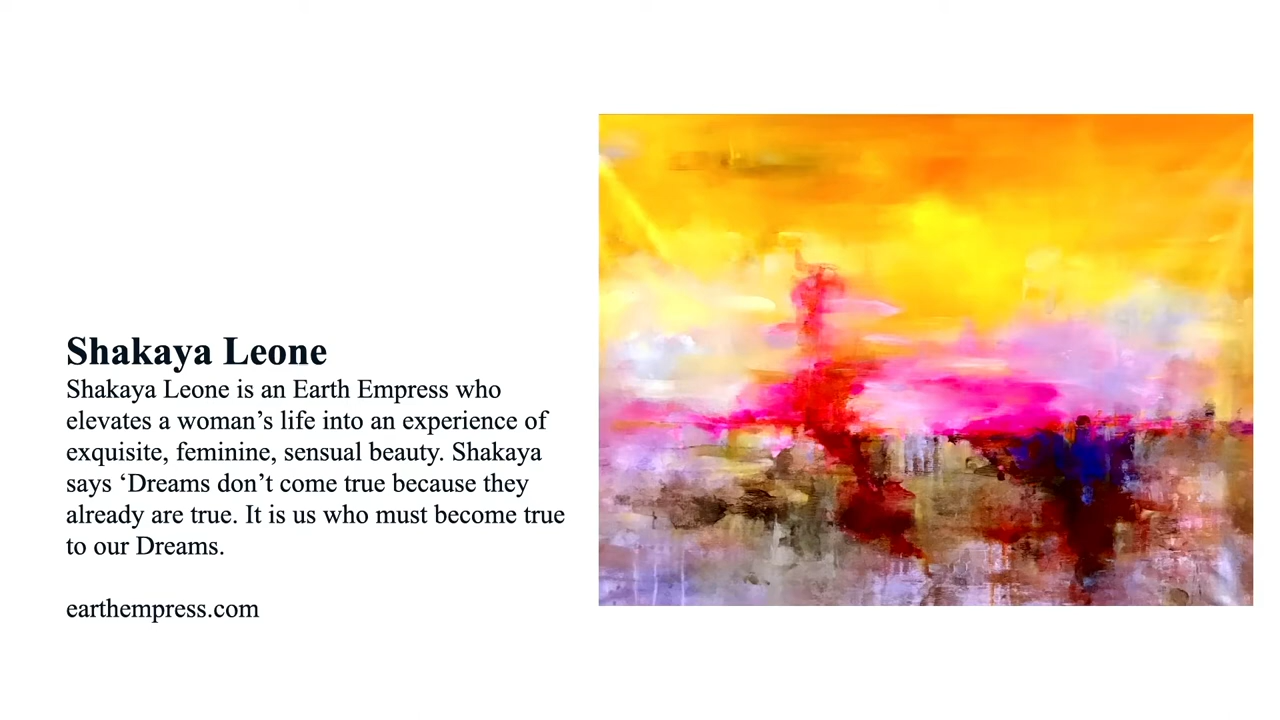 Shakaya Leone
Shakaya Leone is an Earth Empress who
elevates a woman’s life into an experience of
exquisite, feminine, sensual beauty. Shakaya
says ‘Dreams don’t come true because they
already are true. It is us who must become true
to our Dreams.
earthempress.com